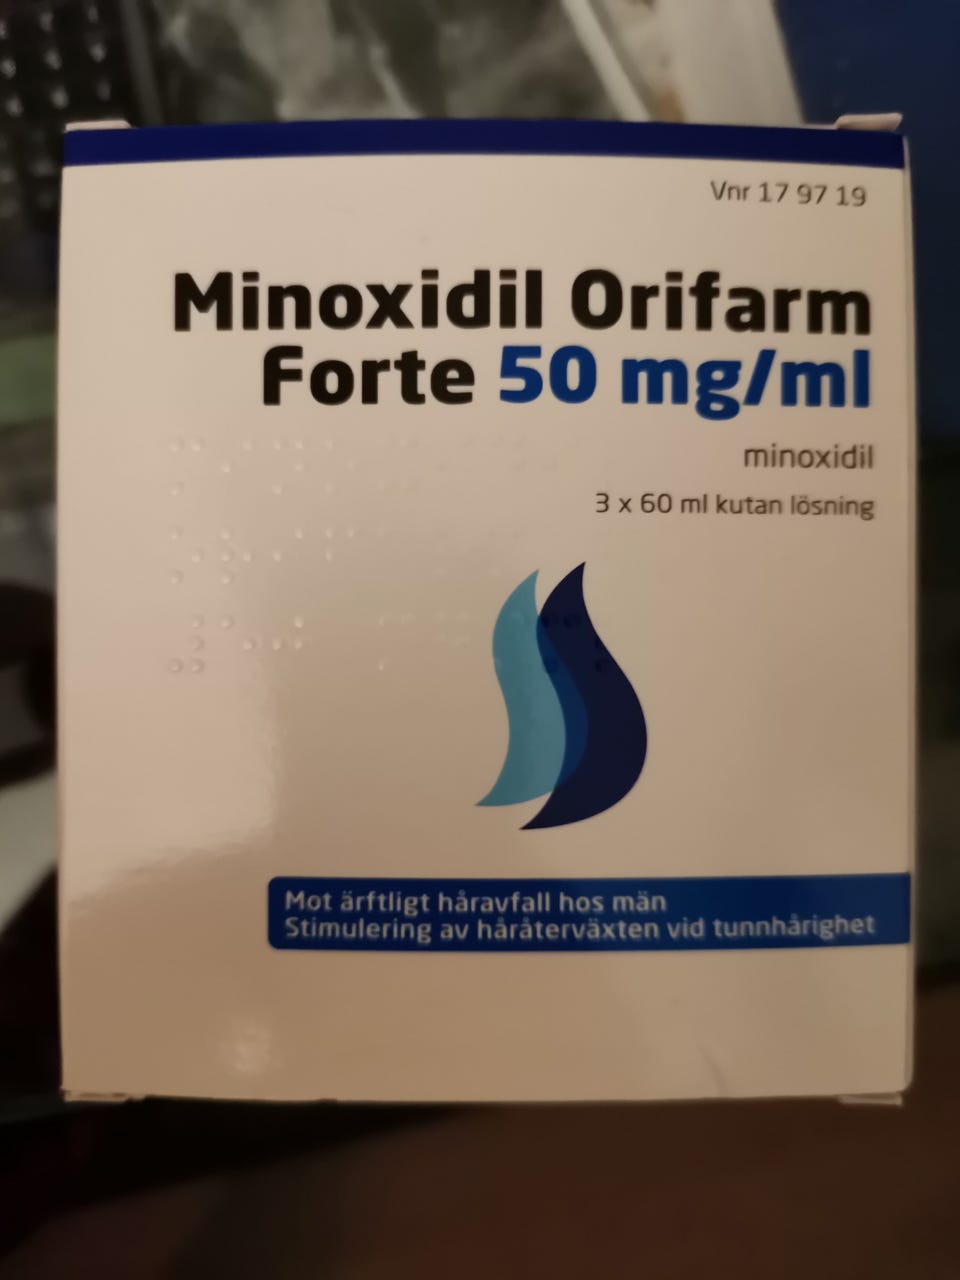 Vnr 17 97 19
Minoxidil Orifarm
Forte 50 mg/ml
minoxidil
3 x 60 ml kutan lösning
Mot ärftligt håravfall hos män
Stimulering av håråterväxten vid tunnhårighet